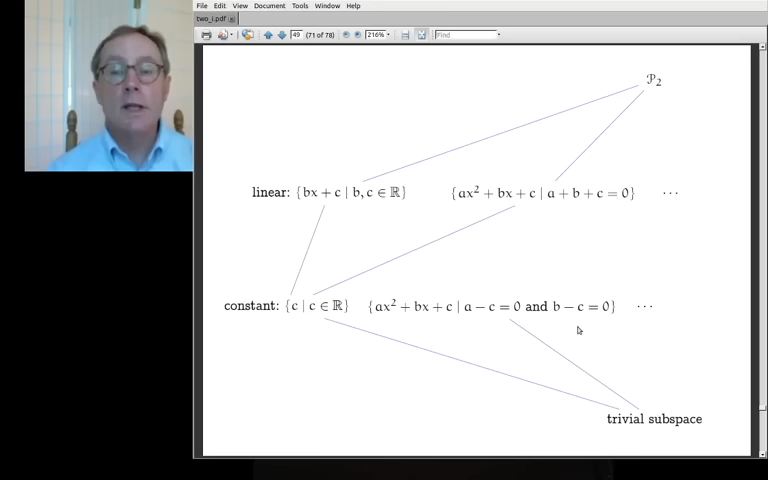 File Edit View Document Tools Window Help
two_i.pdf
49 (71 of 78) 216% Find
𝒫₂
linear: {bx + c | b, c ∈ ℝ} {ax² + bx + c | a + b + c = 0} ···
constant: {c | c ∈ ℝ} {ax² + bx + c | a − c = 0 and b − c = 0} ···
trivial subspace